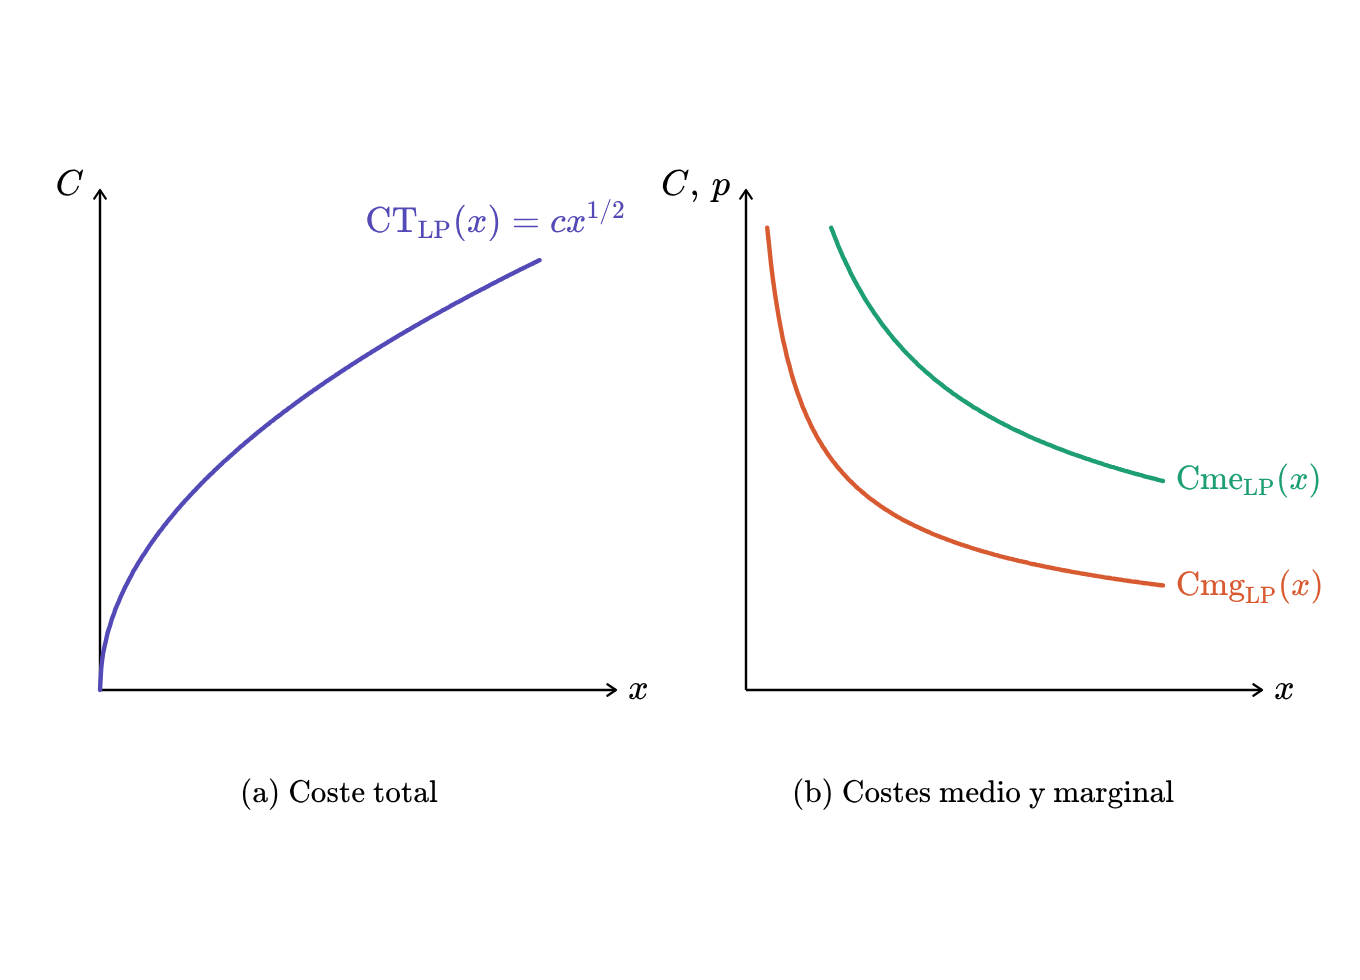 C
CT_LP(x) = cx^{1/2}
x
(a) Coste total
C, p
Cme_LP(x)
Cmg_LP(x)
x
(b) Costes medio y marginal